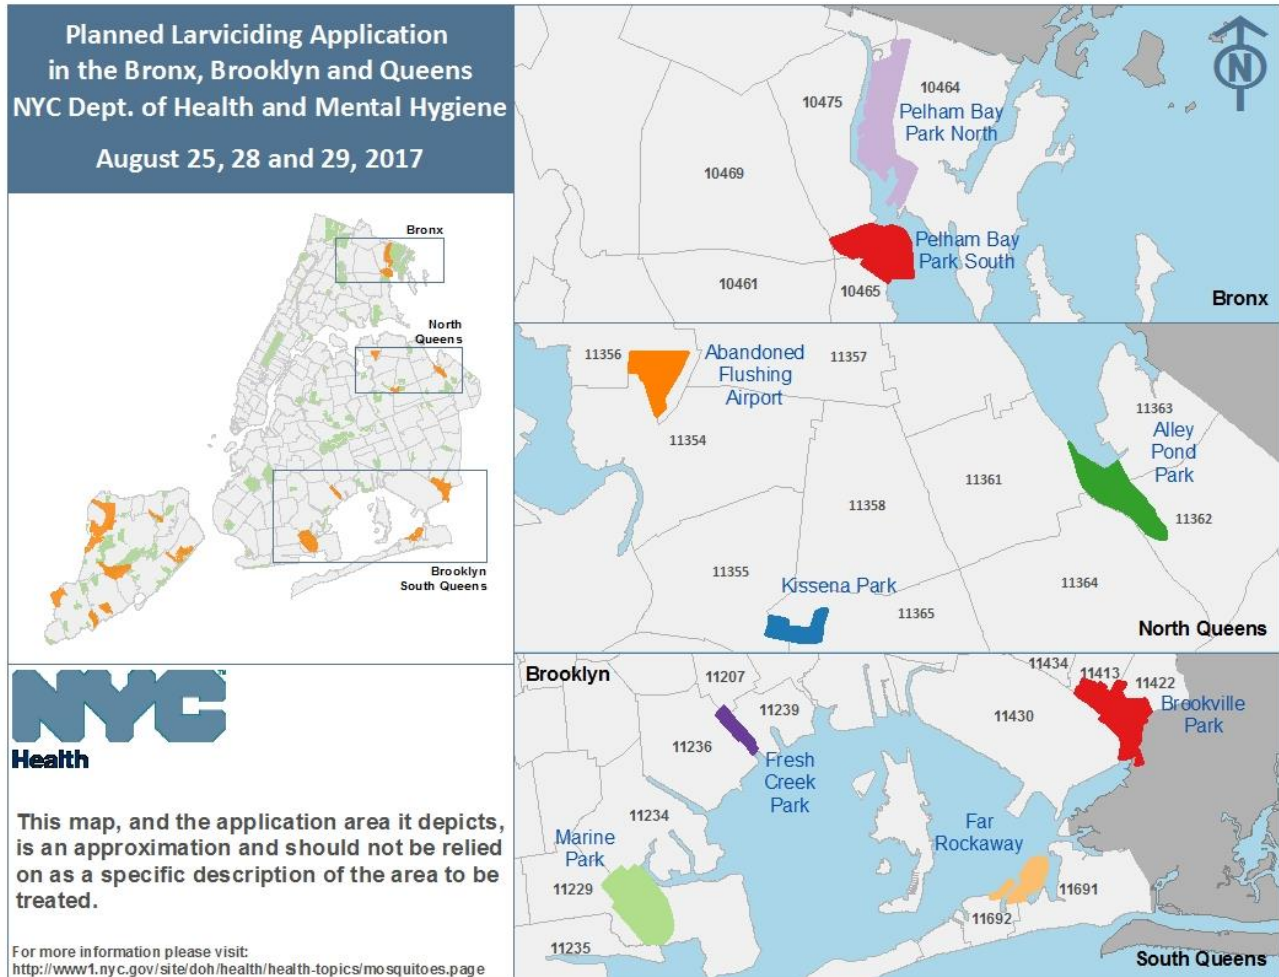 Planned Larviciding Application
in the Bronx, Brooklyn and Queens
NYC Dept. of Health and Mental Hygiene
August 25, 28 and 29, 2017
Bronx
North
Queens
Brooklyn
South Queens
NYC
™
Health
This map, and the application area it depicts,
is an approximation and should not be relied
on as a specific description of the area to be
treated.
For more information please visit:
http://www1.nyc.gov/site/doh/health/health-topics/mosquitoes.page
N
10464
10475
Pelham Bay
Park North
10469
Pelham Bay
Park South
10461
10465
Bronx
11356
Abandoned
Flushing
Airport
11357
11354
11363
Alley
Pond
Park
11361
11358
11362
11355
11364
Kissena Park
11365
North Queens
Brooklyn
11207
11434
11413
11422
11239
11430
Brookville
Park
11236
Fresh
Creek
Park
11234
Far
Rockaway
Marine
Park
11229
11691
11692
11235
South Queens